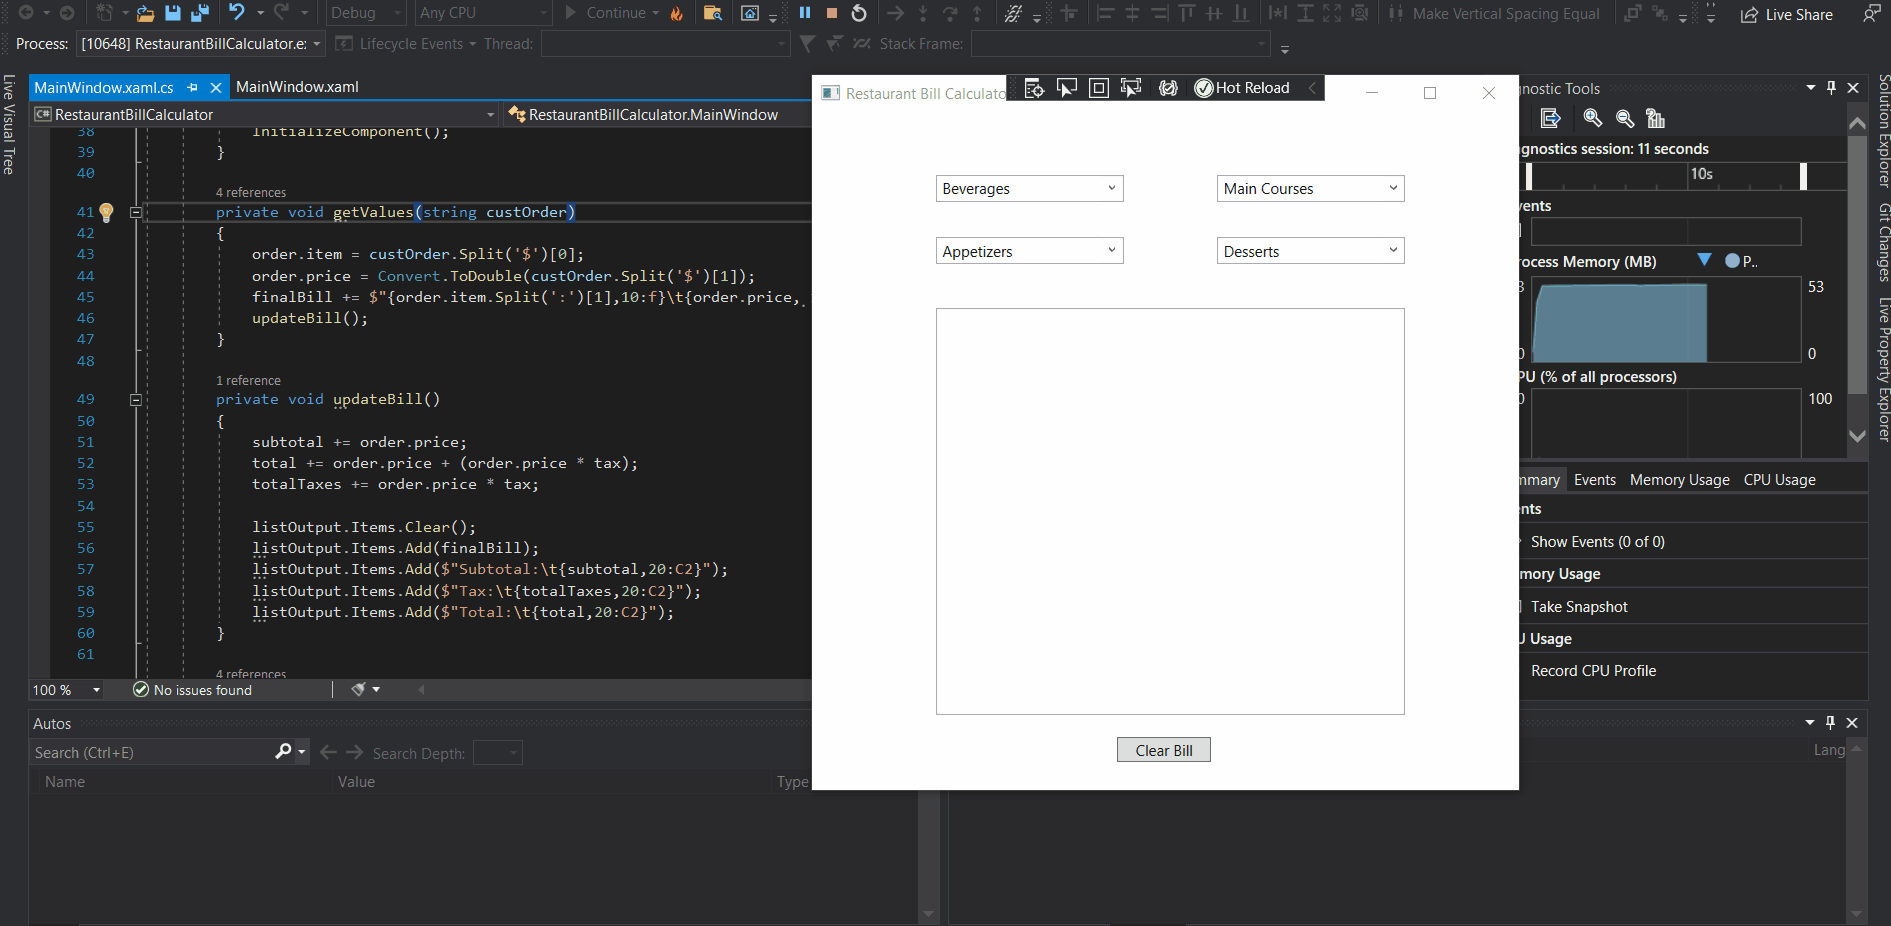 Debug
Any CPU
Continue
Make Vertical Spacing Equal
Live Share
Process:
[10648] RestaurantBillCalculator.e:
Lifecycle Events
Thread:
Stack Frame:
Live Visual Tree
MainWindow.xaml.cs
MainWindow.xaml
RestaurantBillCalculator
RestaurantBillCalculator.MainWindow
38 InitializeComponent();
39 }
40
4 references
41 private void getValues(string custOrder)
42 {
43 order.item = custOrder.Split('$')[0];
44 order.price = Convert.ToDouble(custOrder.Split('$')[1]);
45 finalBill += $"{order.item.Split(':')[1],10:f}\t{order.price,
46 updateBill();
47 }
48
1 reference
49 private void updateBill()
50 {
51 subtotal += order.price;
52 total += order.price + (order.price * tax);
53 totalTaxes += order.price * tax;
54
55 listOutput.Items.Clear();
56 listOutput.Items.Add(finalBill);
57 listOutput.Items.Add($"Subtotal:\t{subtotal,20:C2}");
58 listOutput.Items.Add($"Tax:\t{totalTaxes,20:C2}");
59 listOutput.Items.Add($"Total:\t{total,20:C2}");
60 }
61
4 references
100 %
No issues found
Autos
Search (Ctrl+E)
Search Depth:
Name
Value
Type
Restaurant Bill Calculato
Hot Reload
Beverages
Main Courses
Appetizers
Desserts
Clear Bill
nostic Tools
gnostics session: 11 seconds
10s
vents
rocess Memory (MB)
P..
3
53
0
0
PU (% of all processors)
0
100
mmary
Events
Memory Usage
CPU Usage
nts
Show Events (0 of 0)
mory Usage
Take Snapshot
U Usage
Record CPU Profile
Lang
Solution Explorer
Git Changes
Live Property Explorer